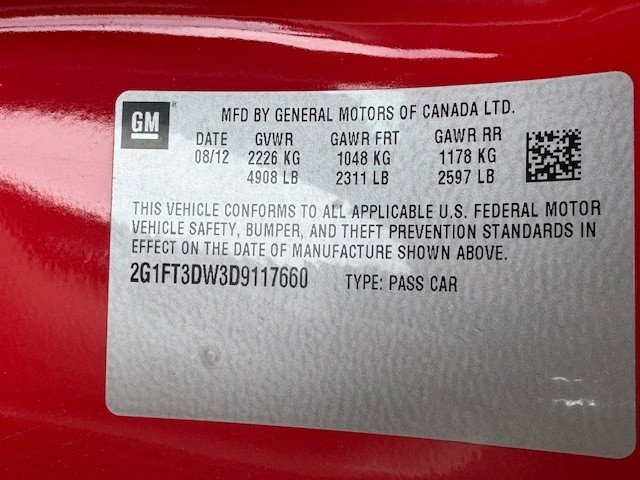 GM
MFD BY GENERAL MOTORS OF CANADA LTD.
DATE GVWR GAWR FRT GAWR RR
08/12 2226 KG 1048 KG 1178 KG
4908 LB 2311 LB 2597 LB
THIS VEHICLE CONFORMS TO ALL APPLICABLE U.S. FEDERAL MOTOR
VEHICLE SAFETY, BUMPER, AND THEFT PREVENTION STANDARDS IN
EFFECT ON THE DATE OF MANUFACTURE SHOWN ABOVE.
2G1FT3DW3D9117660 TYPE: PASS CAR